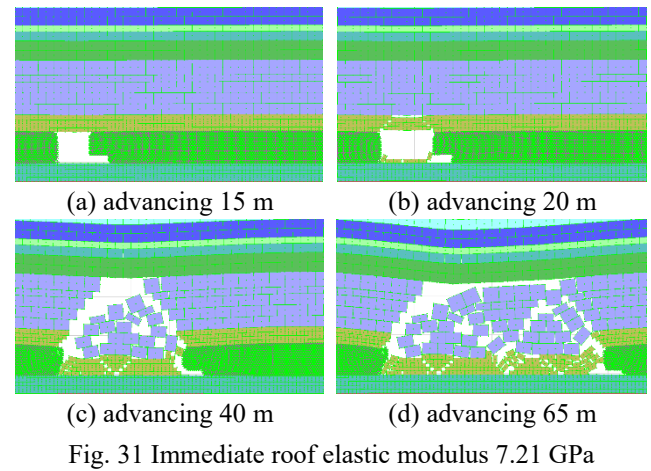 (a) advancing 15 m
(b) advancing 20 m
(c) advancing 40 m
(d) advancing 65 m
Fig. 31 Immediate roof elastic modulus 7.21 GPa